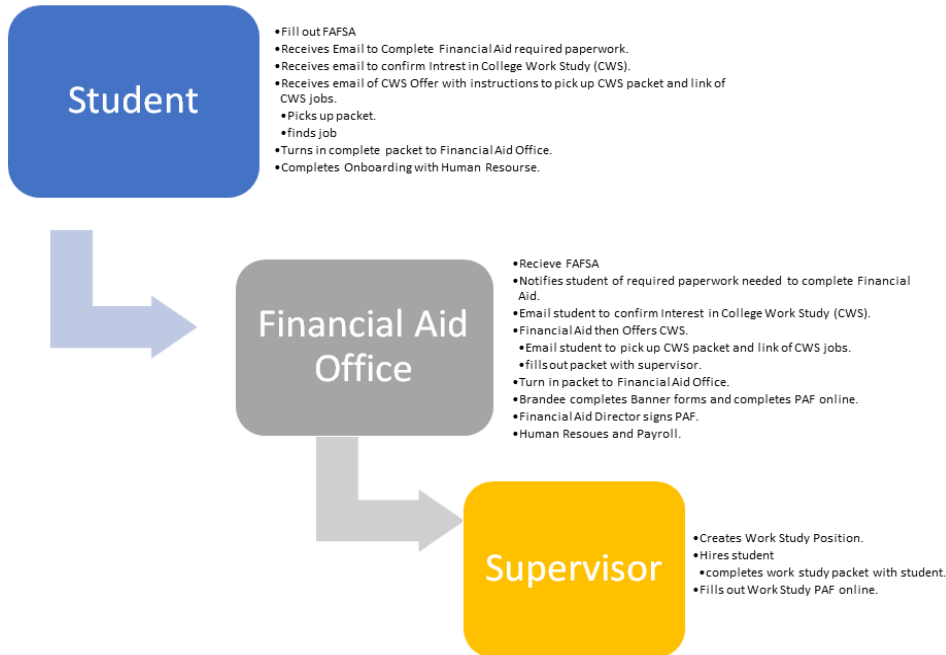 Student
•Fill out FAFSA
•Receives Email to Complete Financial Aid required paperwork.
•Receives email to confirm Intrest in College Work Study (CWS).
•Receives email of CWS Offer with instructions to pick up CWS packet and link of
CWS jobs.
•Picks up packet.
•finds job
•Turns in complete packet to Financial Aid Office.
•Completes Onboarding with Human Resourse.
Financial Aid
Office
•Recieve FAFSA
•Notifies student of required paperwork needed to complete Financial
Aid.
•Email student to confirm Interest in College Work Study (CWS).
•Financial Aid then Offers CWS.
•Email student to pick up CWS packet and link of CWS jobs.
•fills out packet with supervisor.
•Turn in packet to Financial Aid Office.
•Brandee completes Banner forms and completes PAF online.
•Financial Aid Director signs PAF.
•Human Resoues and Payroll.
Supervisor
•Creates Work Study Position.
•Hires student
•completes work study packet with student.
•Fills out Work Study PAF online.